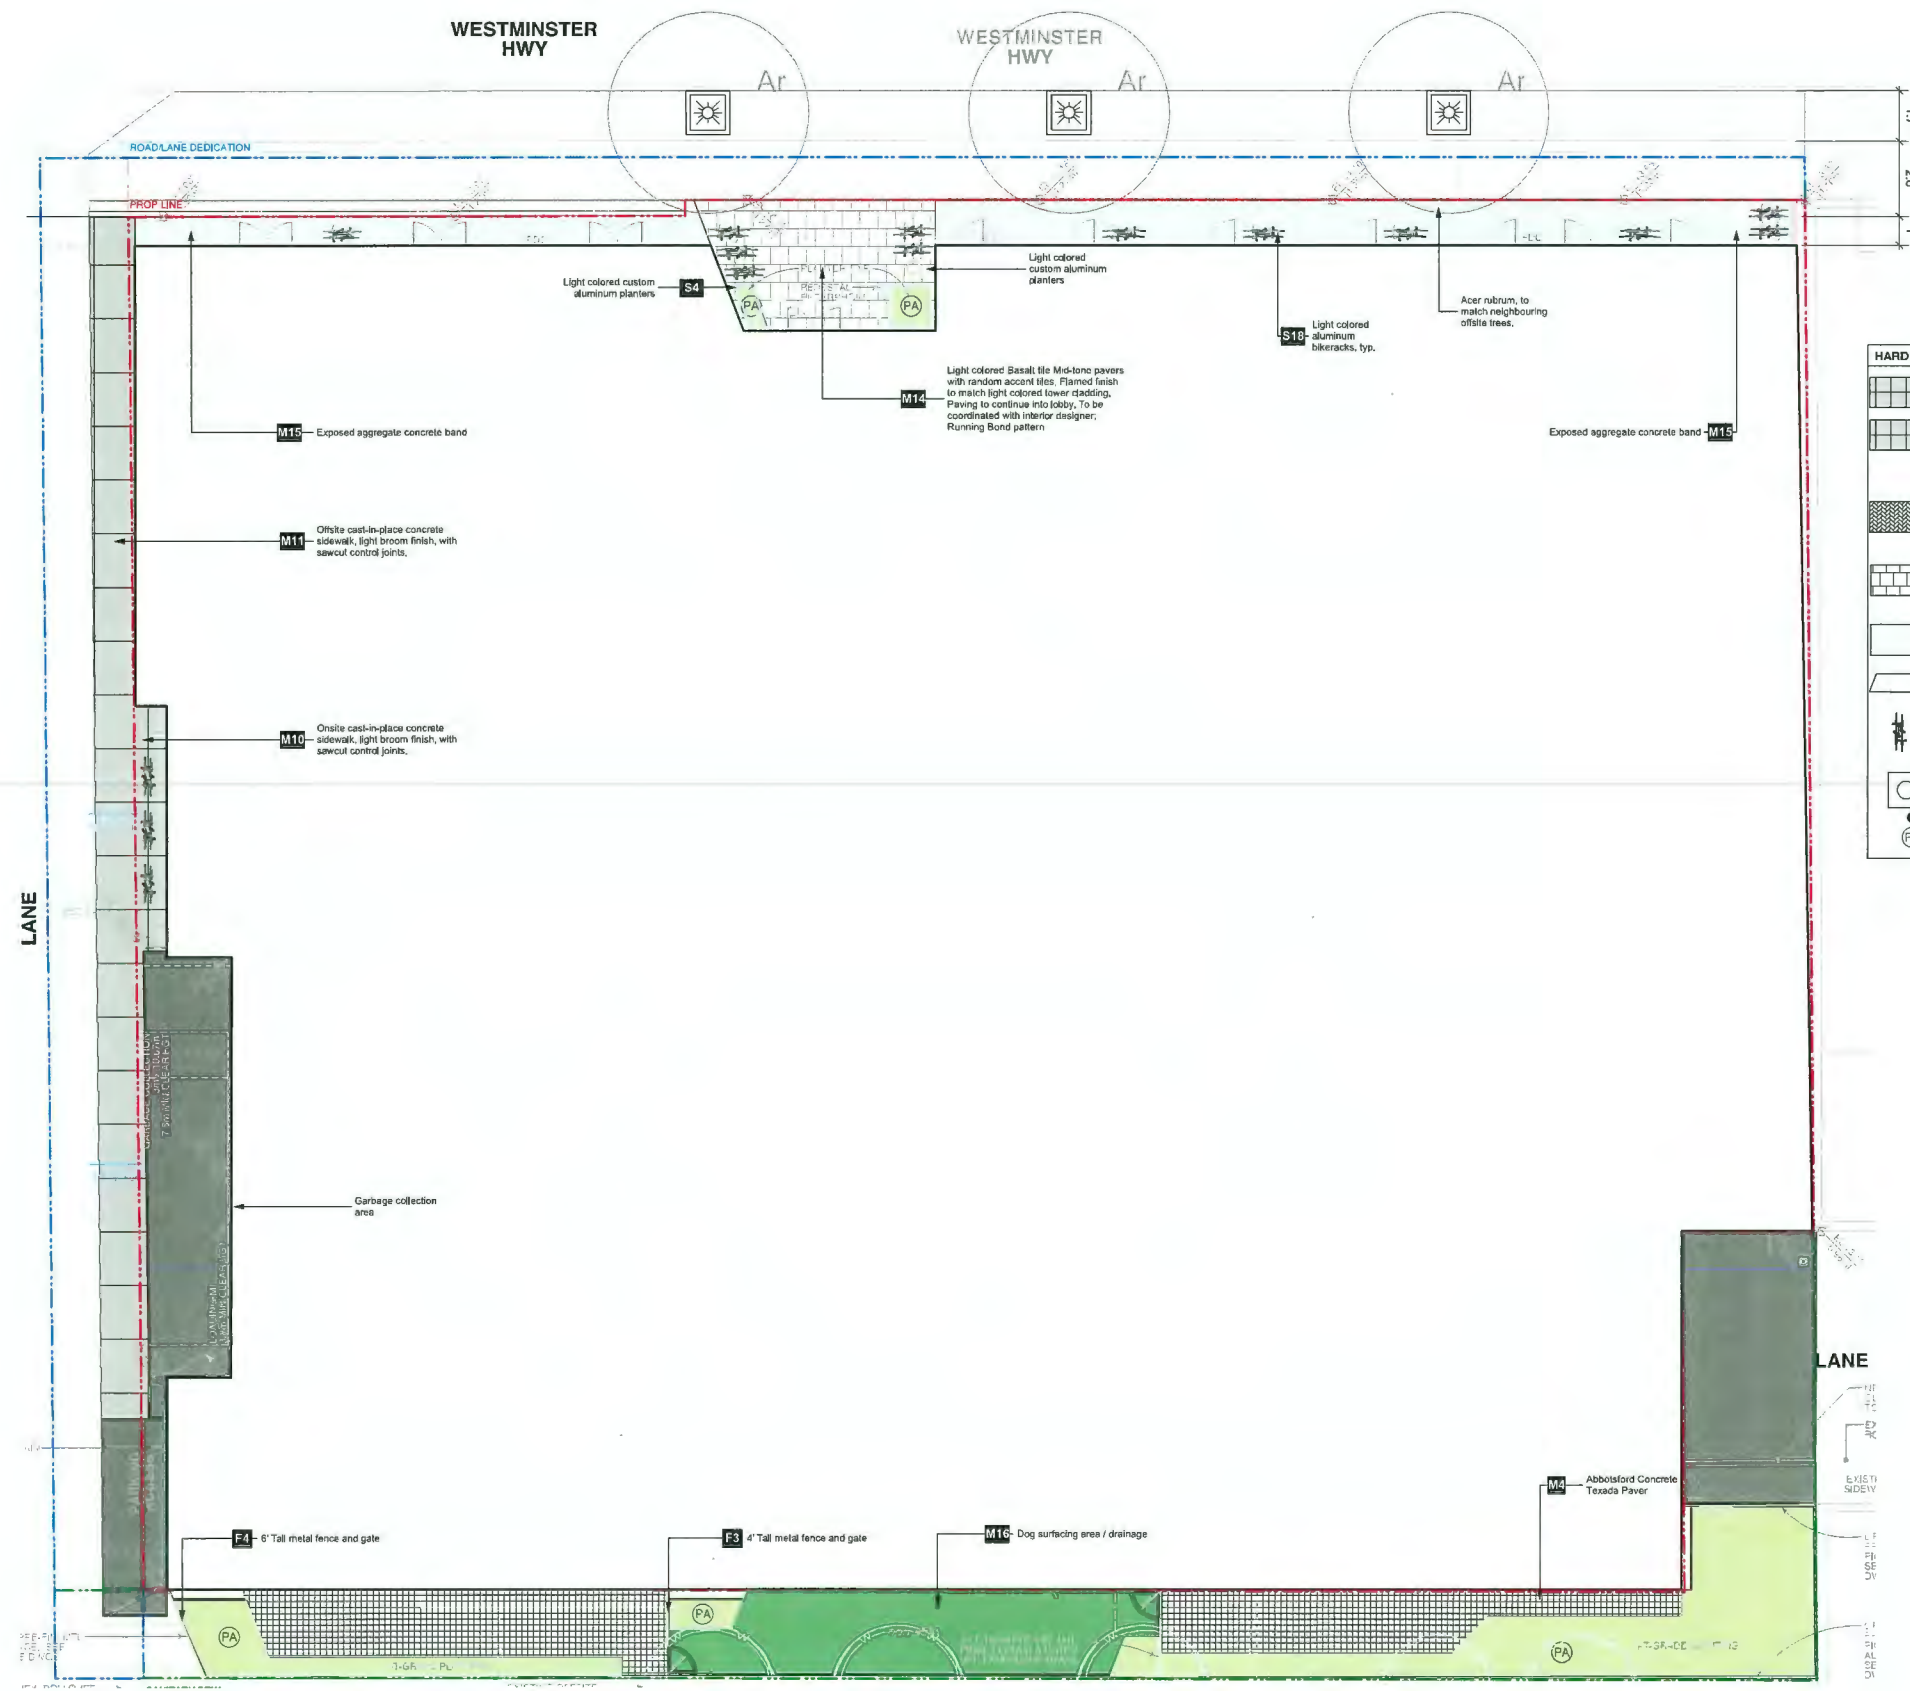 WESTMINSTER
HWY
WESTMINSTER
HWY
Ar
Ar
Ar
ROAD/LANE DEDICATION
PROP LINE
Light colored custom
aluminum planters
S4
Light colored
custom aluminum
planters
PA
PA
Acer rubrum, to
match neighbouring
offsite trees.
S18
Light colored
aluminum
bikeracks, typ.
HARD
M14
Light colored Basalt tile Mid-tone pavers
with random accent tiles, Flamed finish
to match light colored tower cladding,
Paving to continue into lobby, To be
coordinated with interior designer;
Running Bond pattern
M15
Exposed aggregate concrete band
Exposed aggregate concrete band
M15
M11
Offsite cast-in-place concrete
sidewalk, light broom finish, with
sawcut control joints.
M10
Onsite cast-in-place concrete
sidewalk, light broom finish, with
sawcut control joints.
LANE
GARBAGE COLLECTION
Garbage collection
area
LANE
EXISTI
SIDEW
M4
Abbotsford Concrete
Texada Paver
F4
6' Tall metal fence and gate
F3
4' Tall metal fence and gate
M16
Dog surfacing area / drainage
PA
PA
PA